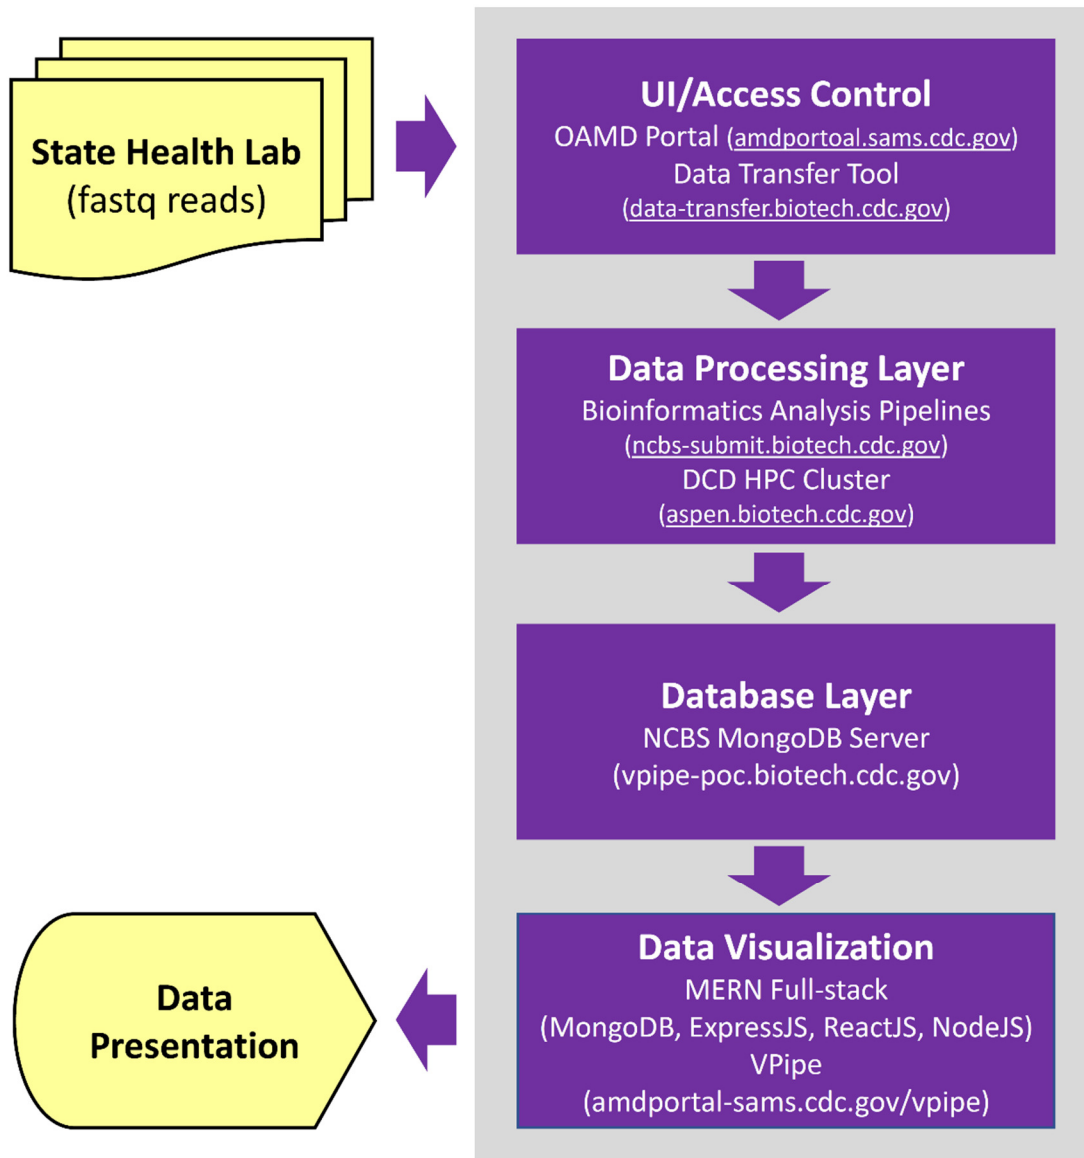 State Health Lab
(fastq reads)
UI/Access Control
OAMD Portal (amdportoal.sams.cdc.gov)
Data Transfer Tool
(data-transfer.biotech.cdc.gov)
Data Processing Layer
Bioinformatics Analysis Pipelines
(ncbs-submit.biotech.cdc.gov)
DCD HPC Cluster
(aspen.biotech.cdc.gov)
Database Layer
NCBS MongoDB Server
(vpipe-poc.biotech.cdc.gov)
Data Visualization
MERN Full-stack
(MongoDB, ExpressJS, ReactJS, NodeJS)
VPipe
(amdportal-sams.cdc.gov/vpipe)
Data
Presentation